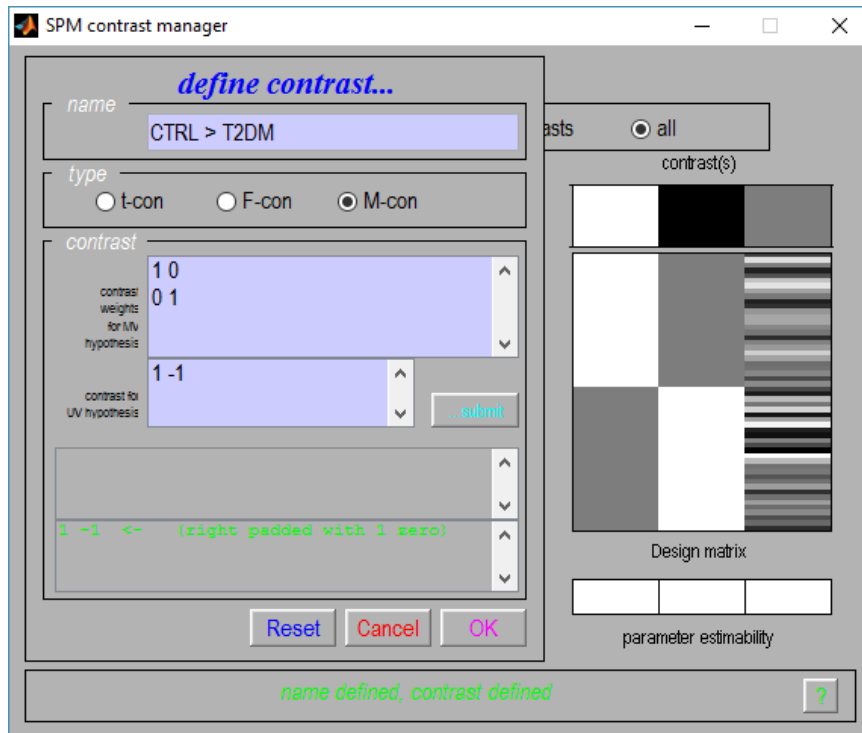 SPM contrast manager
define contrast...
name
CTRL > T2DM
asts
all
type
t-con
F-con
M-con
contrast(s)
contrast
contrast
weights
for MV
hypothesis
1 0
0 1
contrast for
UV hypothesis
1 -1
...submit
1 -1 <- (right padded with 1 zero)
Design matrix
Reset
Cancel
OK
parameter estimability
name defined, contrast defined
?